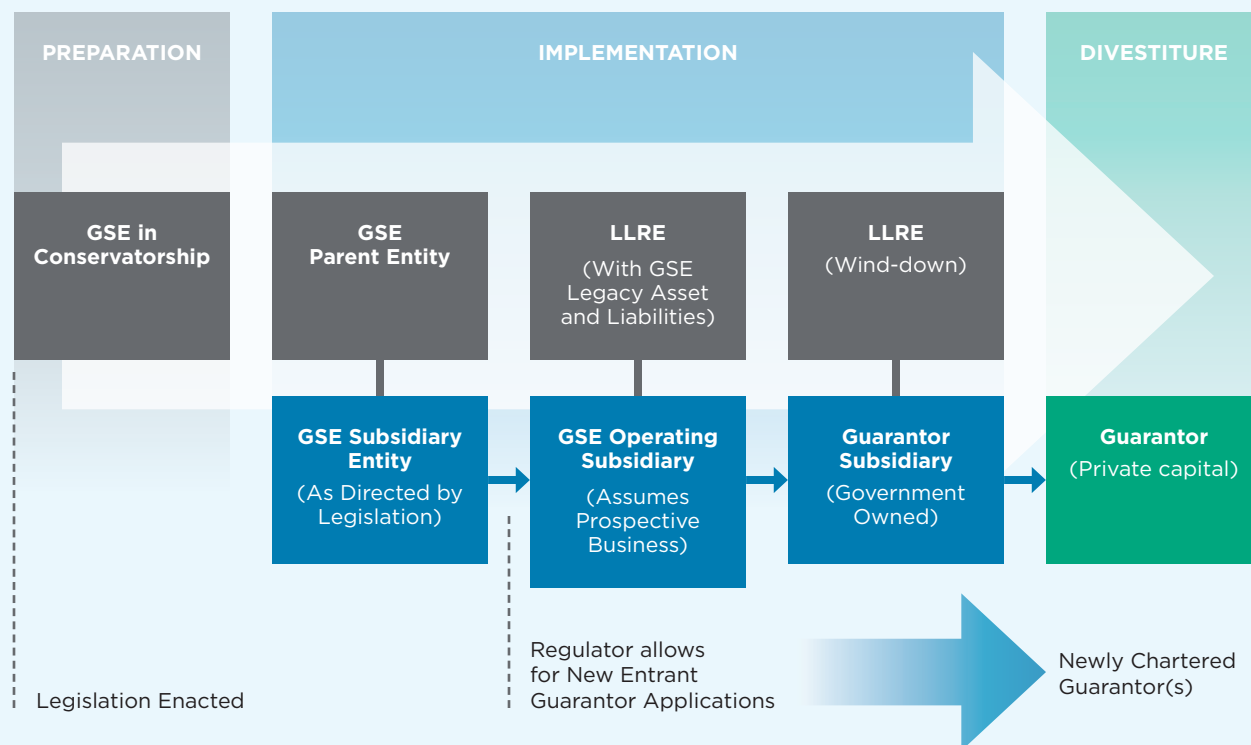 PREPARATION
IMPLEMENTATION
DIVESTITURE
GSE in
Conservatorship
GSE
Parent Entity
LLRE
(With GSE
Legacy Asset
and Liabilities)
LLRE
(Wind-down)
GSE Subsidiary
Entity
(As Directed by
Legislation)
GSE Operating
Subsidiary
(Assumes
Prospective
Business)
Guarantor
Subsidiary
(Government
Owned)
Guarantor
(Private capital)
Legislation Enacted
Regulator allows
for New Entrant
Guarantor Applications
Newly Chartered
Guarantor(s)